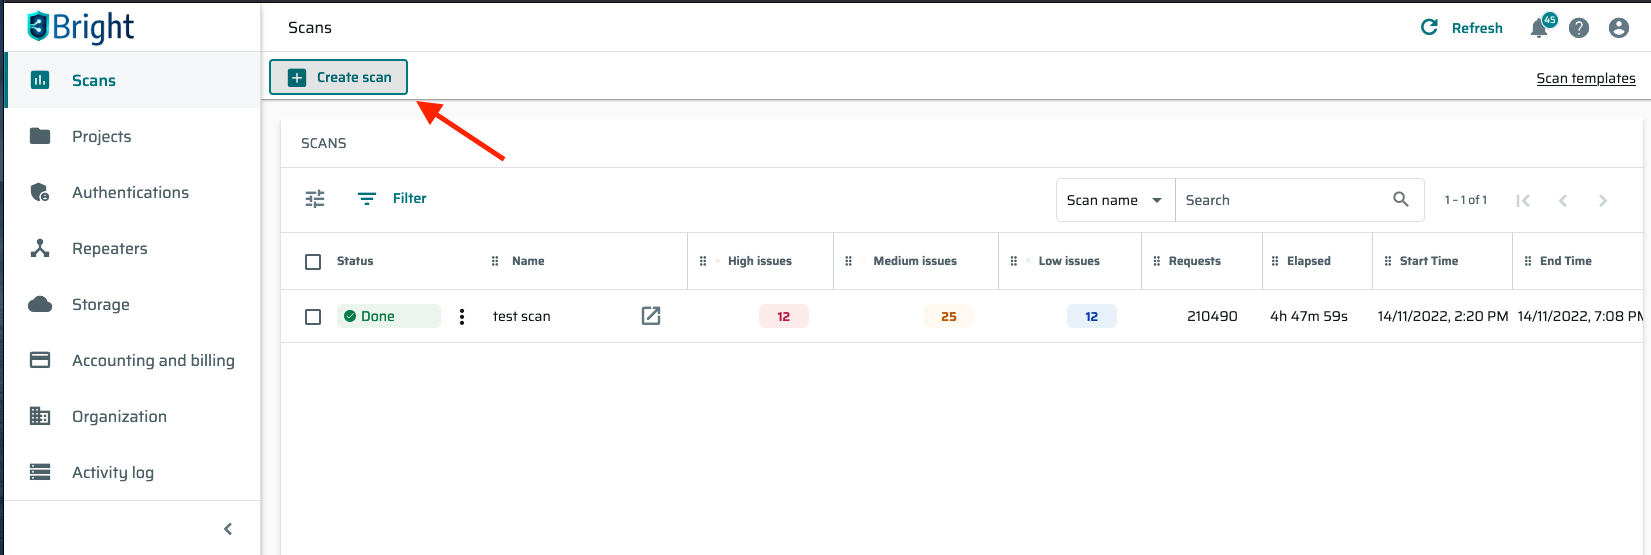 Bright
Scans
Refresh
45
Create scan
Scan templates
Scans
Projects
Authentications
Repeaters
Storage
Accounting and billing
Organization
Activity log
SCANS
Filter
Scan name
Search
1 - 1 of 1
Status Name High issues Medium issues Low issues Requests Elapsed Start Time End Time
Done test scan 12 25 12 210490 4h 47m 59s 14/11/2022, 2:20 PM 14/11/2022, 7:08 PM